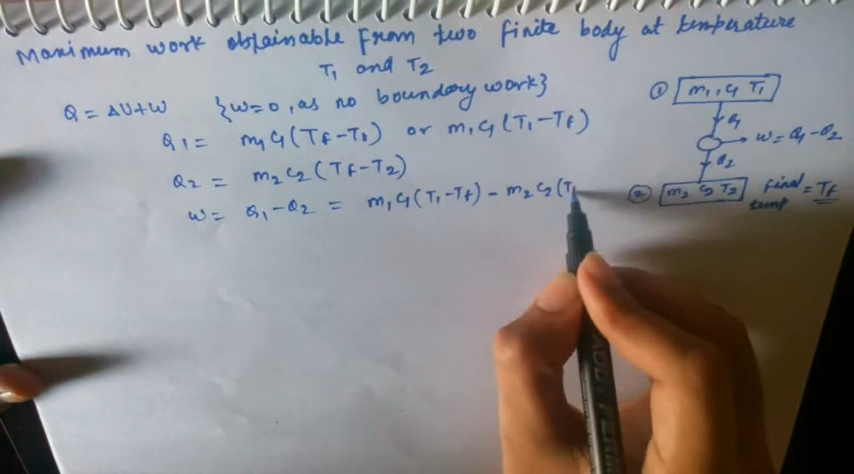 Maximum work obtainable from two finite body at temperature
T₁ and T₂
Q = ΔU+W {W=0, as no boundary work}
Q₁ = m₁C₁(Tf-T₁) or m₁C₁(T₁-Tf)
Q₂ = m₂C₂(Tf-T₂)
W = Q₁-Q₂ = m₁C₁(T₁-Tf) - m₂C₂(T
① m₁, C₁ T₁
Q₁
W = Q₁-Q₂
Q₂
② m₂ C₂ T₂
final temp = Tf